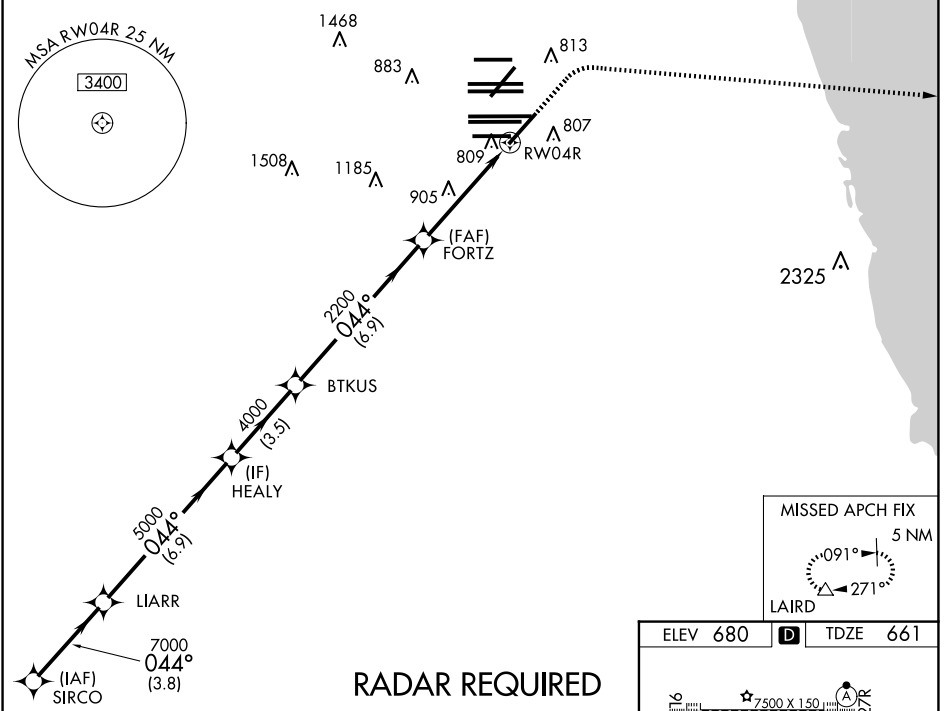 MSA RW04R 25 NM
3400
1468
883
813
1508
1185
809
807
RW04R
905
(FAF)
FORTZ
2325
2200
044°
(6.9)
BTKUS
4000
(3.5)
(IF)
HEALY
5000
044°
(6.9)
LIARR
7000
044°
(3.8)
(IAF)
SIRCO
RADAR REQUIRED
MISSED APCH FIX
5 NM
091°
271°
LAIRD
ELEV 680 D TDZE 661
7500 X 150
A
27R